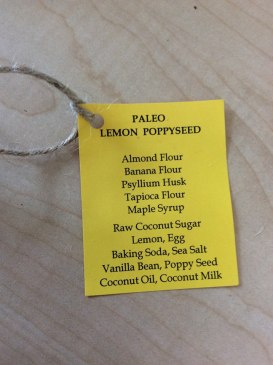 PALEO
LEMON POPPYSEED
Almond Flour
Banana Flour
Psyllium Husk
Tapioca Flour
Maple Syrup
Raw Coconut Sugar
Lemon, Egg
Baking Soda, Sea Salt
Vanilla Bean, Poppy Seed
Coconut Oil, Coconut Milk